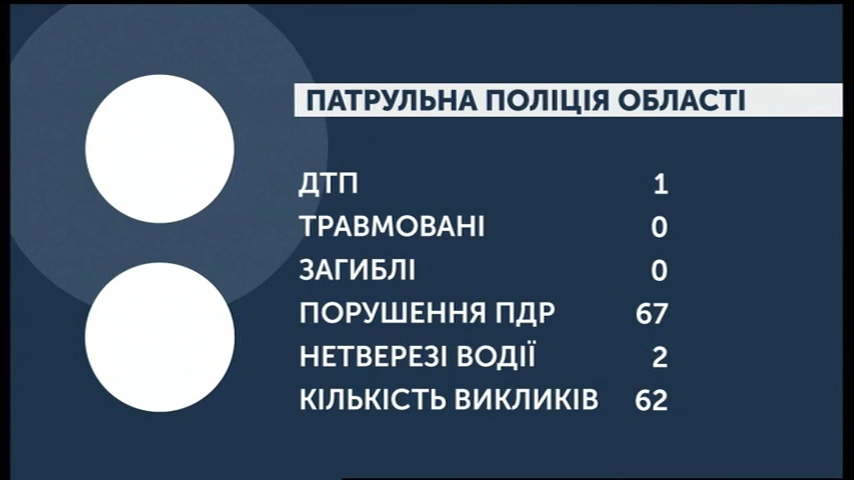 ПАТРУЛЬНА ПОЛІЦІЯ ОБЛАСТІ
ДТП 1
ТРАВМОВАНІ 0
ЗАГИБЛІ 0
ПОРУШЕННЯ ПДР 67
НЕТВЕРЕЗІ ВОДІЇ 2
КІЛЬКІСТЬ ВИКЛИКІВ 62